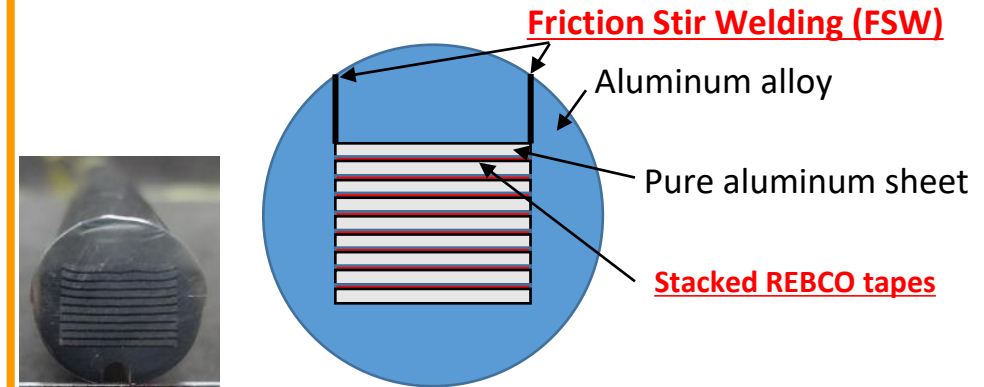 Friction Stir Welding (FSW)
Aluminum alloy
Pure aluminum sheet
Stacked REBCO tapes